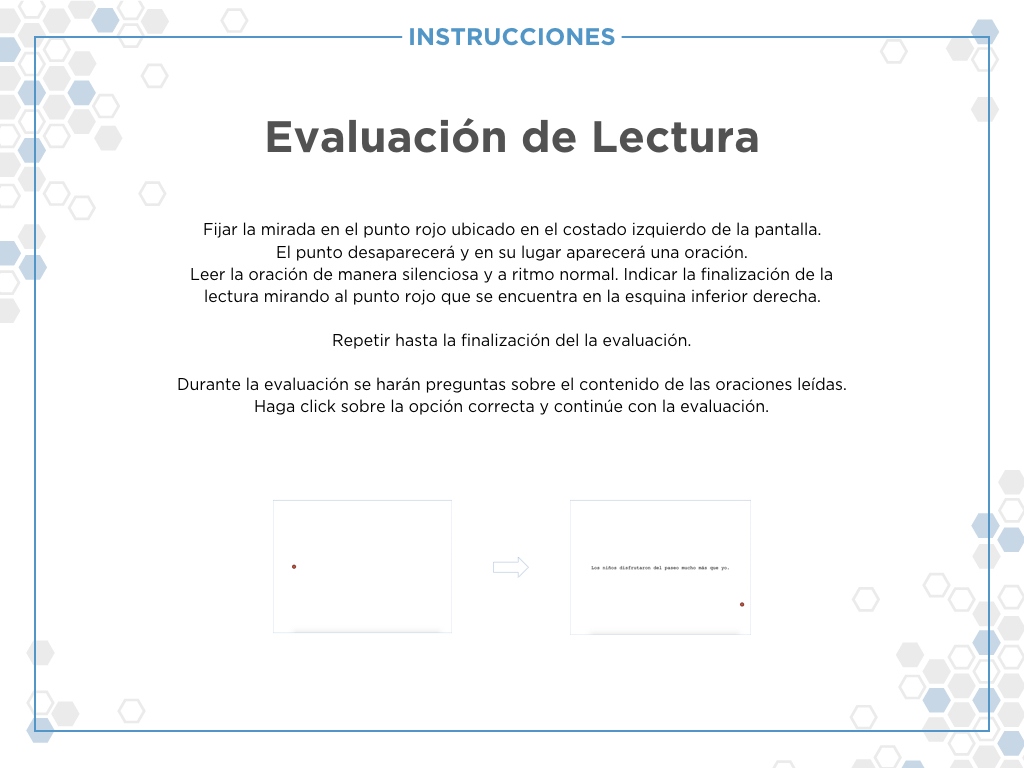 INSTRUCCIONES
Evaluación de Lectura
Fijar la mirada en el punto rojo ubicado en el costado izquierdo de la pantalla.
El punto desaparecerá y en su lugar aparecerá una oración.
Leer la oración de manera silenciosa y a ritmo normal. Indicar la finalización de la
lectura mirando al punto rojo que se encuentra en la esquina inferior derecha.
Repetir hasta la finalización del la evaluación.
Durante la evaluación se harán preguntas sobre el contenido de las oraciones leídas.
Haga click sobre la opción correcta y continúe con la evaluación.
Los niños disfrutaron del paseo mucho más que yo.